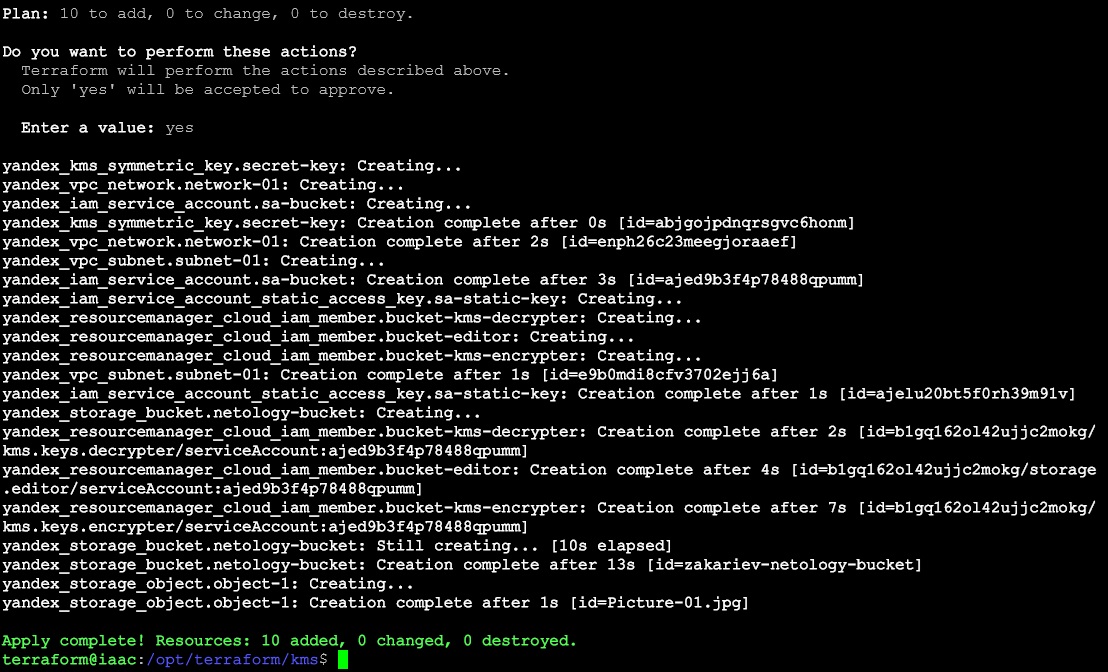 Plan: 10 to add, 0 to change, 0 to destroy.
Do you want to perform these actions?
Terraform will perform the actions described above.
Only 'yes' will be accepted to approve.
Enter a value: yes
yandex_kms_symmetric_key.secret-key: Creating...
yandex_vpc_network.network-01: Creating...
yandex_iam_service_account.sa-bucket: Creating...
yandex_kms_symmetric_key.secret-key: Creation complete after 0s [id=abjgojpdnqrsgvc6honm]
yandex_vpc_network.network-01: Creation complete after 2s [id=enph26c23meegjoraaef]
yandex_vpc_subnet.subnet-01: Creating...
yandex_iam_service_account.sa-bucket: Creation complete after 3s [id=ajed9b3f4p78488qpumm]
yandex_iam_service_account_static_access_key.sa-static-key: Creating...
yandex_resourcemanager_cloud_iam_member.bucket-kms-decrypter: Creating...
yandex_resourcemanager_cloud_iam_member.bucket-editor: Creating...
yandex_resourcemanager_cloud_iam_member.bucket-kms-encrypter: Creating...
yandex_vpc_subnet.subnet-01: Creation complete after 1s [id=e9b0mdi8cfv3702ejj6a]
yandex_iam_service_account_static_access_key.sa-static-key: Creation complete after 1s [id=ajelu20bt5f0rh39m91v]
yandex_storage_bucket.netology-bucket: Creating...
yandex_resourcemanager_cloud_iam_member.bucket-kms-decrypter: Creation complete after 2s [id=b1gq162ol42ujjc2mokg/
kms.keys.decrypter/serviceAccount:ajed9b3f4p78488qpumm]
yandex_resourcemanager_cloud_iam_member.bucket-editor: Creation complete after 4s [id=b1gq162ol42ujjc2mokg/storage
.editor/serviceAccount:ajed9b3f4p78488qpumm]
yandex_resourcemanager_cloud_iam_member.bucket-kms-encrypter: Creation complete after 7s [id=b1gq162ol42ujjc2mokg/
kms.keys.encrypter/serviceAccount:ajed9b3f4p78488qpumm]
yandex_storage_bucket.netology-bucket: Still creating... [10s elapsed]
yandex_storage_bucket.netology-bucket: Creation complete after 13s [id=zakariev-netology-bucket]
yandex_storage_object.object-1: Creating...
yandex_storage_object.object-1: Creation complete after 1s [id=Picture-01.jpg]
Apply complete! Resources: 10 added, 0 changed, 0 destroyed.
terraform@iaac:/opt/terraform/kms$